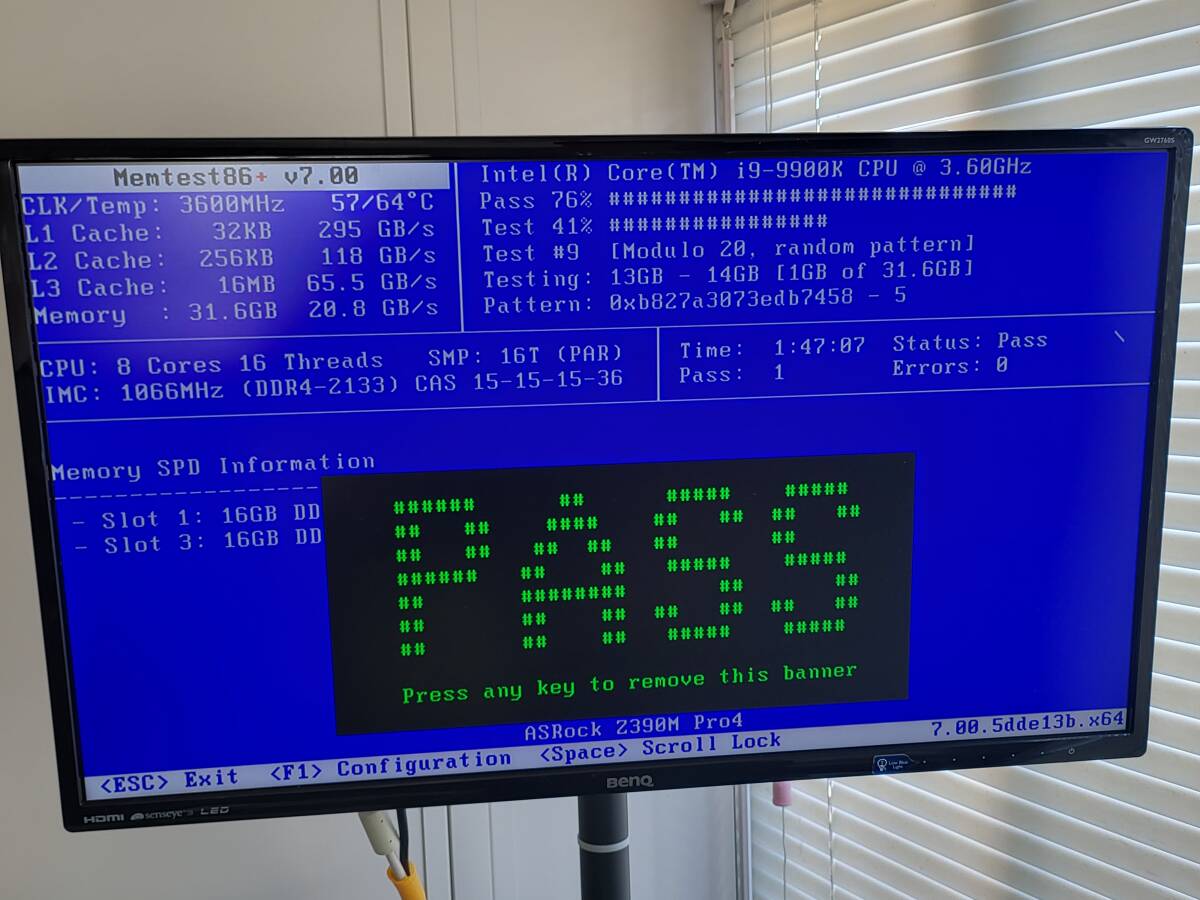 GW2760S
Memtest86+ v7.00
CLK/Temp: 3600MHz 57/64°C
L1 Cache: 32KB 295 GB/s
L2 Cache: 256KB 118 GB/s
L3 Cache: 16MB 65.5 GB/s
Memory : 31.6GB 20.8 GB/s
Intel(R) Core(TM) i9-9900K CPU @ 3.60GHz
Pass 76% ###################################
Test 41% ###################
Test #9 [Modulo 20, random pattern]
Testing: 13GB - 14GB [1GB of 31.6GB]
Pattern: 0xb827a3073edb7458 - 5
CPU: 8 Cores 16 Threads SMP: 16T (PAR)
IMC: 1066MHz (DDR4-2133) CAS 15-15-15-36
Time: 1:47:07 Status: Pass \
Pass: 1 Errors: 0
Memory SPD Information
- Slot 1: 16GB DD
- Slot 3: 16GB DD
PASS
Press any key to remove this banner
ASRock Z390M Pro4
<ESC> Exit <F1> Configuration <Space> Scroll Lock 7.00.5dde13b.x64
BenQ
Low Blue Light
HDMI senseye 3 LED